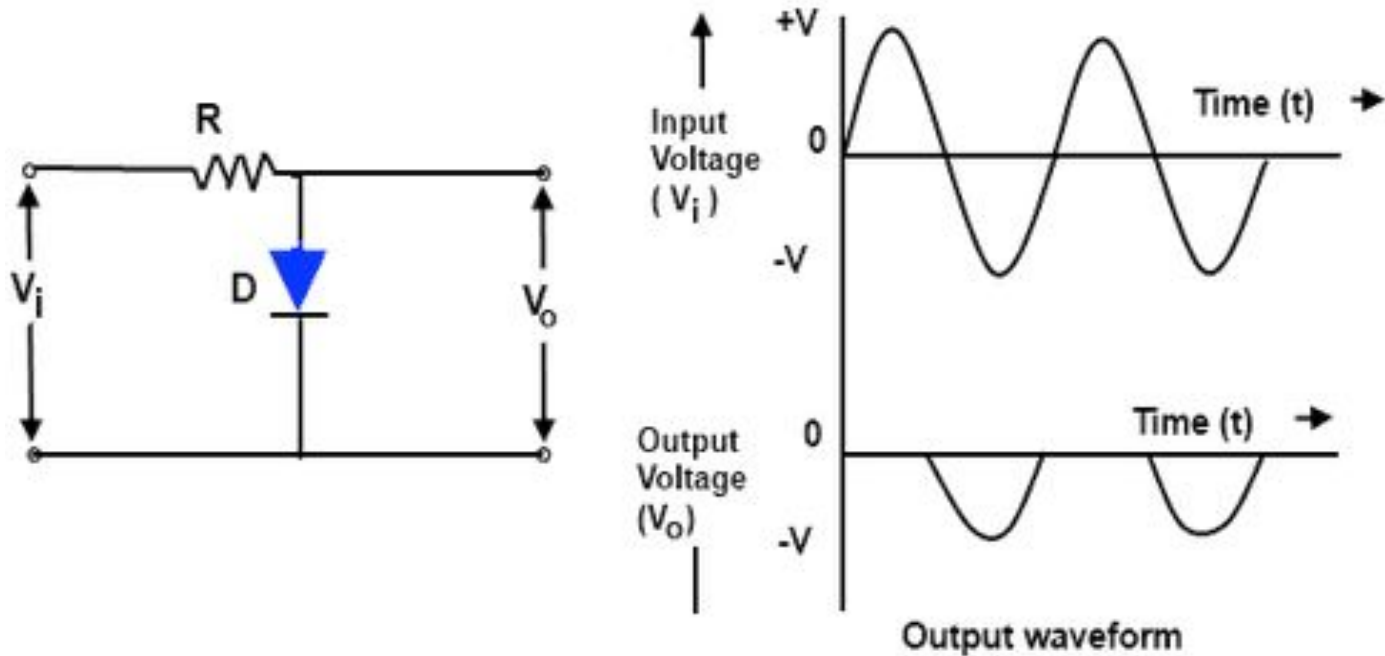 R
D
Vi
Vo
+V
0
-V
Input
Voltage
( Vi )
Time (t)
0
-V
Output
Voltage
(Vo)
Time (t)
Output waveform